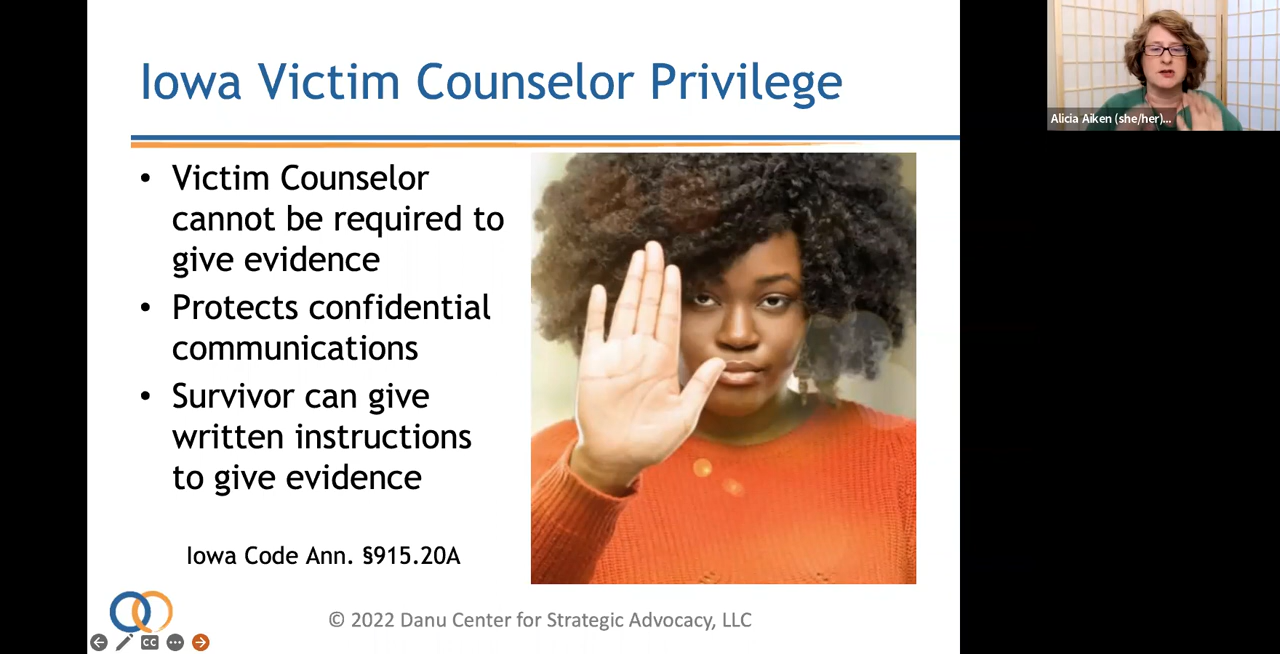 Iowa Victim Counselor Privilege
• Victim Counselor
cannot be required to
give evidence
• Protects confidential
communications
• Survivor can give
written instructions
to give evidence
Iowa Code Ann. §915.20A
© 2022 Danu Center for Strategic Advocacy, LLC
CC
Alicia Aiken (she/her)...